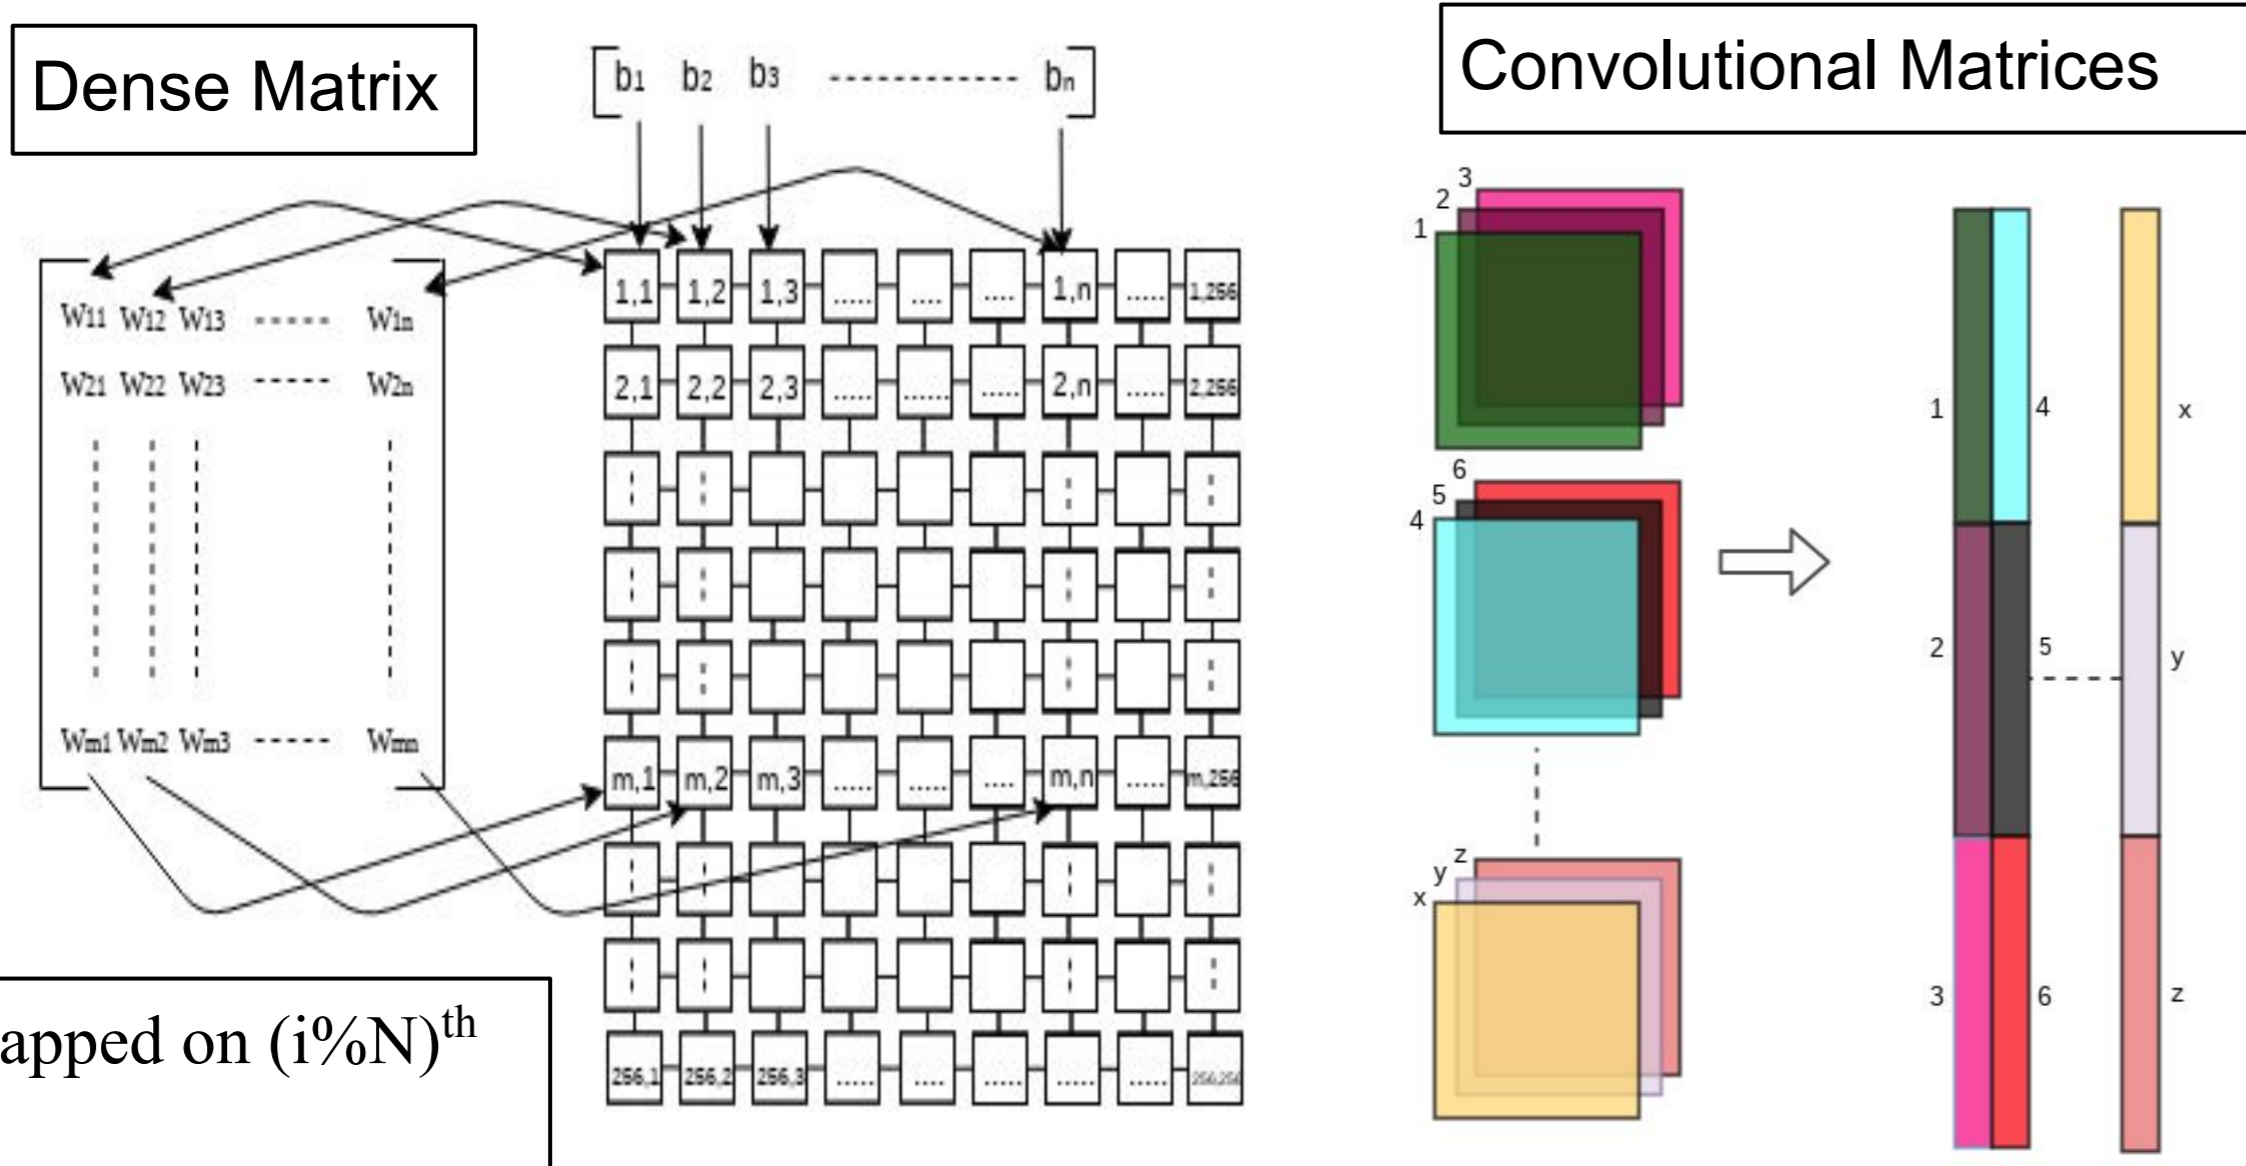 Dense Matrix
b1 b2 b3 ------------ bn
W11 W12 W13 ----- W1n
W21 W22 W23 ----- W2n
Wm1 Wm2 Wm3 ----- Wmn
1,1 1,2 1,3 ..... .... .... 1,n ..... 1,256
2,1 2,2 2,3 ..... ...... ..... 2,n ..... 2,256
m,1 m,2 m,3 ..... ..... .... m,n ..... m,256
256,1 256,2 256,3 ..... .... ..... ..... ..... 256,256
apped on (i%N)th
Convolutional Matrices
3
2
1
6
5
4
z
y
x
1 4 x
2 5 y
3 6 z